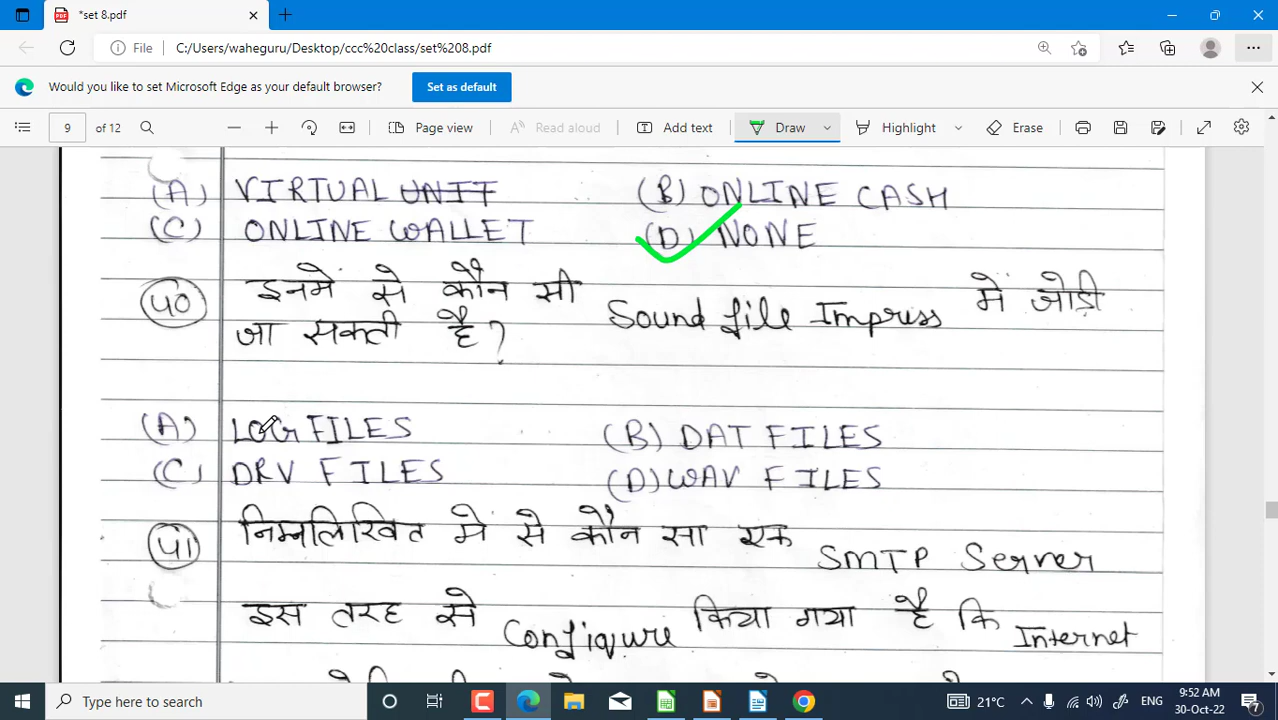 *set 8.pdf
File C:/Users/waheguru/Desktop/ccc%20class/set%208.pdf
Would you like to set Microsoft Edge as your default browser? Set as default
9 of 12 Page view Read aloud Add text Draw Highlight Erase
(A) VIRTUAL UNIT (B) ONLINE CASH
(C) ONLINE WALLET (D) NONE
40 इनमें से कौन सी Sound file Impress में जोड़ी
जा सकती है?
(A) LOG FILES (B) DAT FILES
(C) DRV FILES (D) WAV FILES
41 निम्नलिखित में से कौन सा एक SMTP Server
इस तरह से Configure किया गया है कि Internet
Type here to search 21°C ENG 9:52 AM
30-Oct-22 7